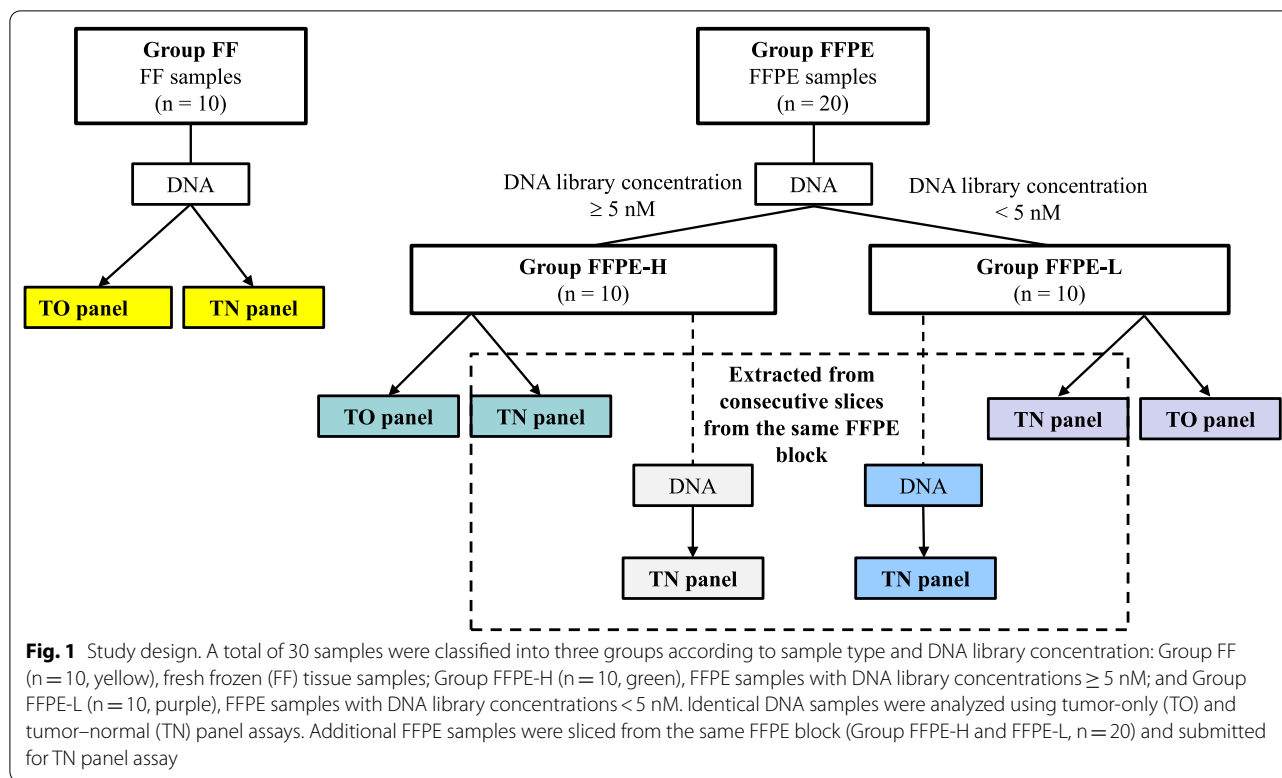 Group FF
FF samples
(n = 10)
Group FFPE
FFPE samples
(n = 20)
DNA
DNA
DNA library concentration
≥ 5 nM
DNA library concentration
< 5 nM
Group FFPE-H
(n = 10)
Group FFPE-L
(n = 10)
TO panel
TN panel
TO panel
TN panel
Extracted from
consecutive slices
from the same FFPE
block
TN panel
TO panel
DNA
DNA
TN panel
TN panel
Fig. 1 Study design. A total of 30 samples were classified into three groups according to sample type and DNA library concentration: Group FF
(n = 10, yellow), fresh frozen (FF) tissue samples; Group FFPE-H (n = 10, green), FFPE samples with DNA library concentrations ≥ 5 nM; and Group
FFPE-L (n = 10, purple), FFPE samples with DNA library concentrations < 5 nM. Identical DNA samples were analyzed using tumor-only (TO) and
tumor–normal (TN) panel assays. Additional FFPE samples were sliced from the same FFPE block (Group FFPE-H and FFPE-L, n = 20) and submitted
for TN panel assay